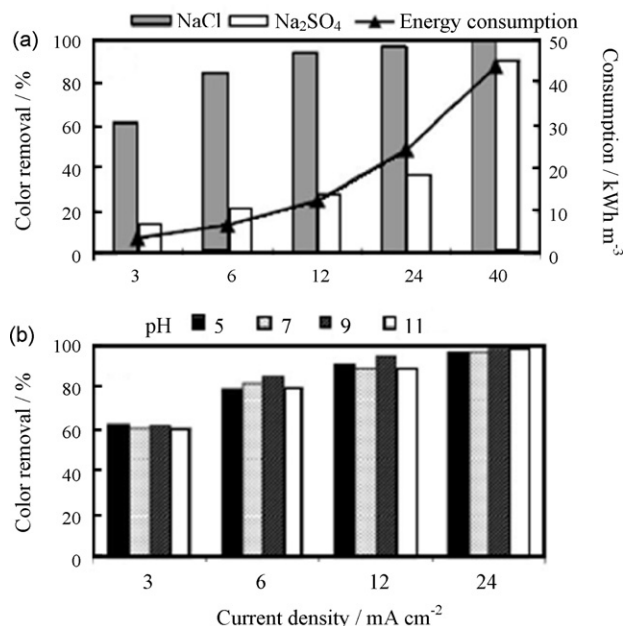 NaCl Na₂SO₄ Energy consumption
(a)
Color removal / %
100
80
60
40
20
0
50
40
30
20
10
0
Consumption / kWh m⁻³
3 6 12 24 40
(b)
pH 5 7 9 11
Color removal / %
100
80
60
40
20
0
3 6 12 24
Current density / mA cm⁻²